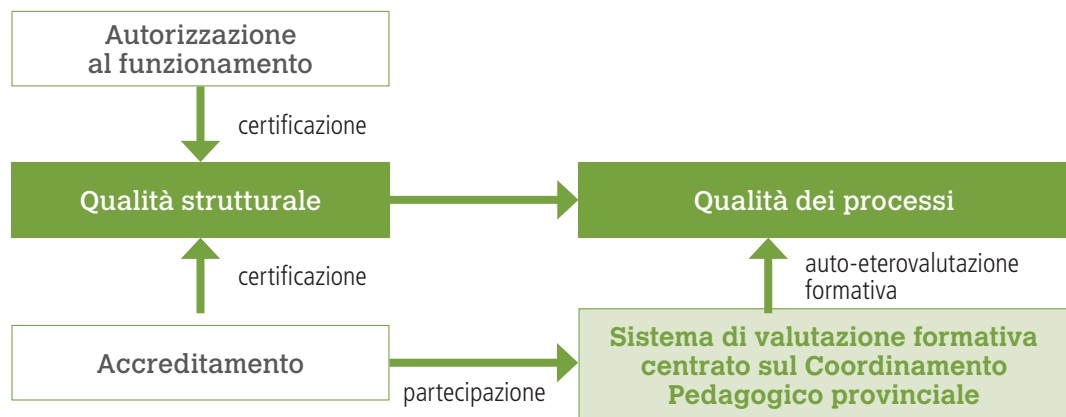 Autorizzazione
al funzionamento
certificazione
Qualità strutturale
Qualità dei processi
certificazione
auto-eterovalutazione
formativa
Accreditamento
partecipazione
Sistema di valutazione formativa
centrato sul Coordinamento
Pedagogico provinciale